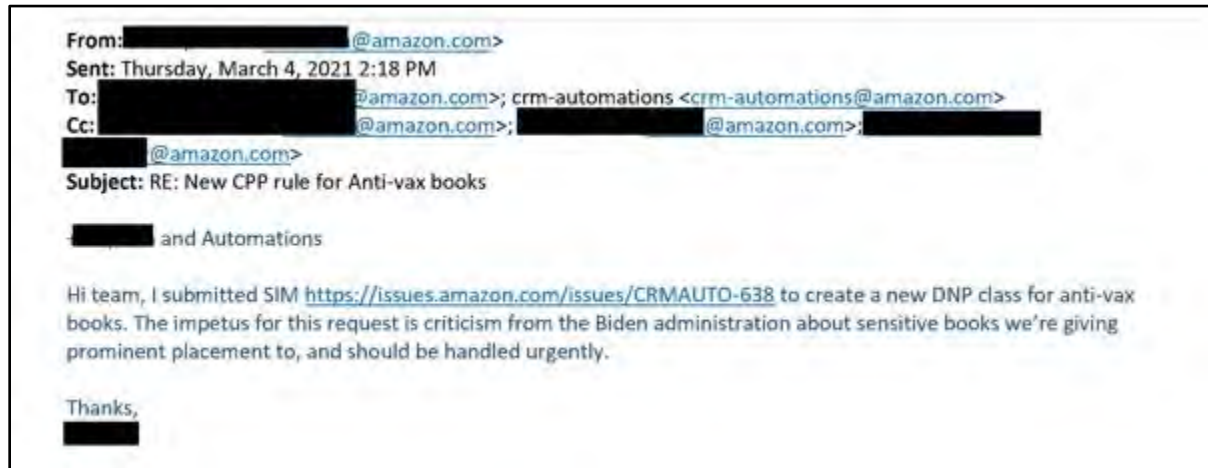 From: @amazon.com>
Sent: Thursday, March 4, 2021 2:18 PM
To: @amazon.com>; crm-automations <crm-automations@amazon.com>
Cc: @amazon.com>; @amazon.com>;
@amazon.com>
Subject: RE: New CPP rule for Anti-vax books
- and Automations
Hi team, I submitted SIM https://issues.amazon.com/issues/CRMAUTO-638 to create a new DNP class for anti-vax
books. The impetus for this request is criticism from the Biden administration about sensitive books we're giving
prominent placement to, and should be handled urgently.
Thanks,